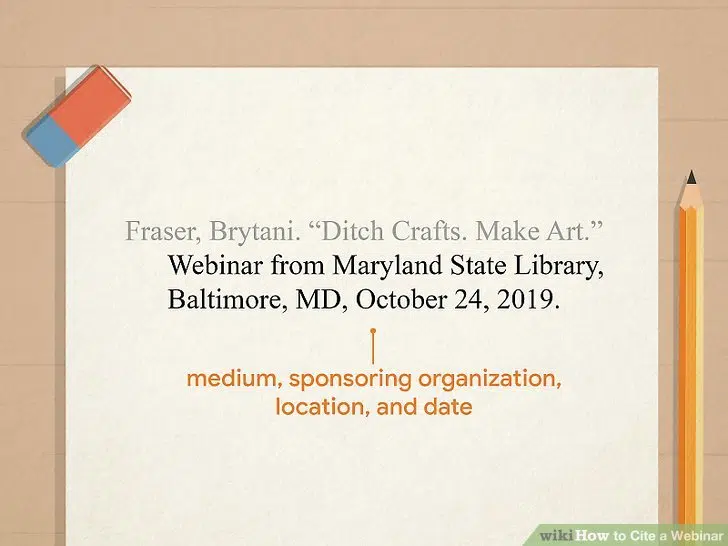 Fraser, Brytani. “Ditch Crafts. Make Art.”
Webinar from Maryland State Library,
Baltimore, MD, October 24, 2019.
medium, sponsoring organization,
location, and date
wikiHow to Cite a Webinar